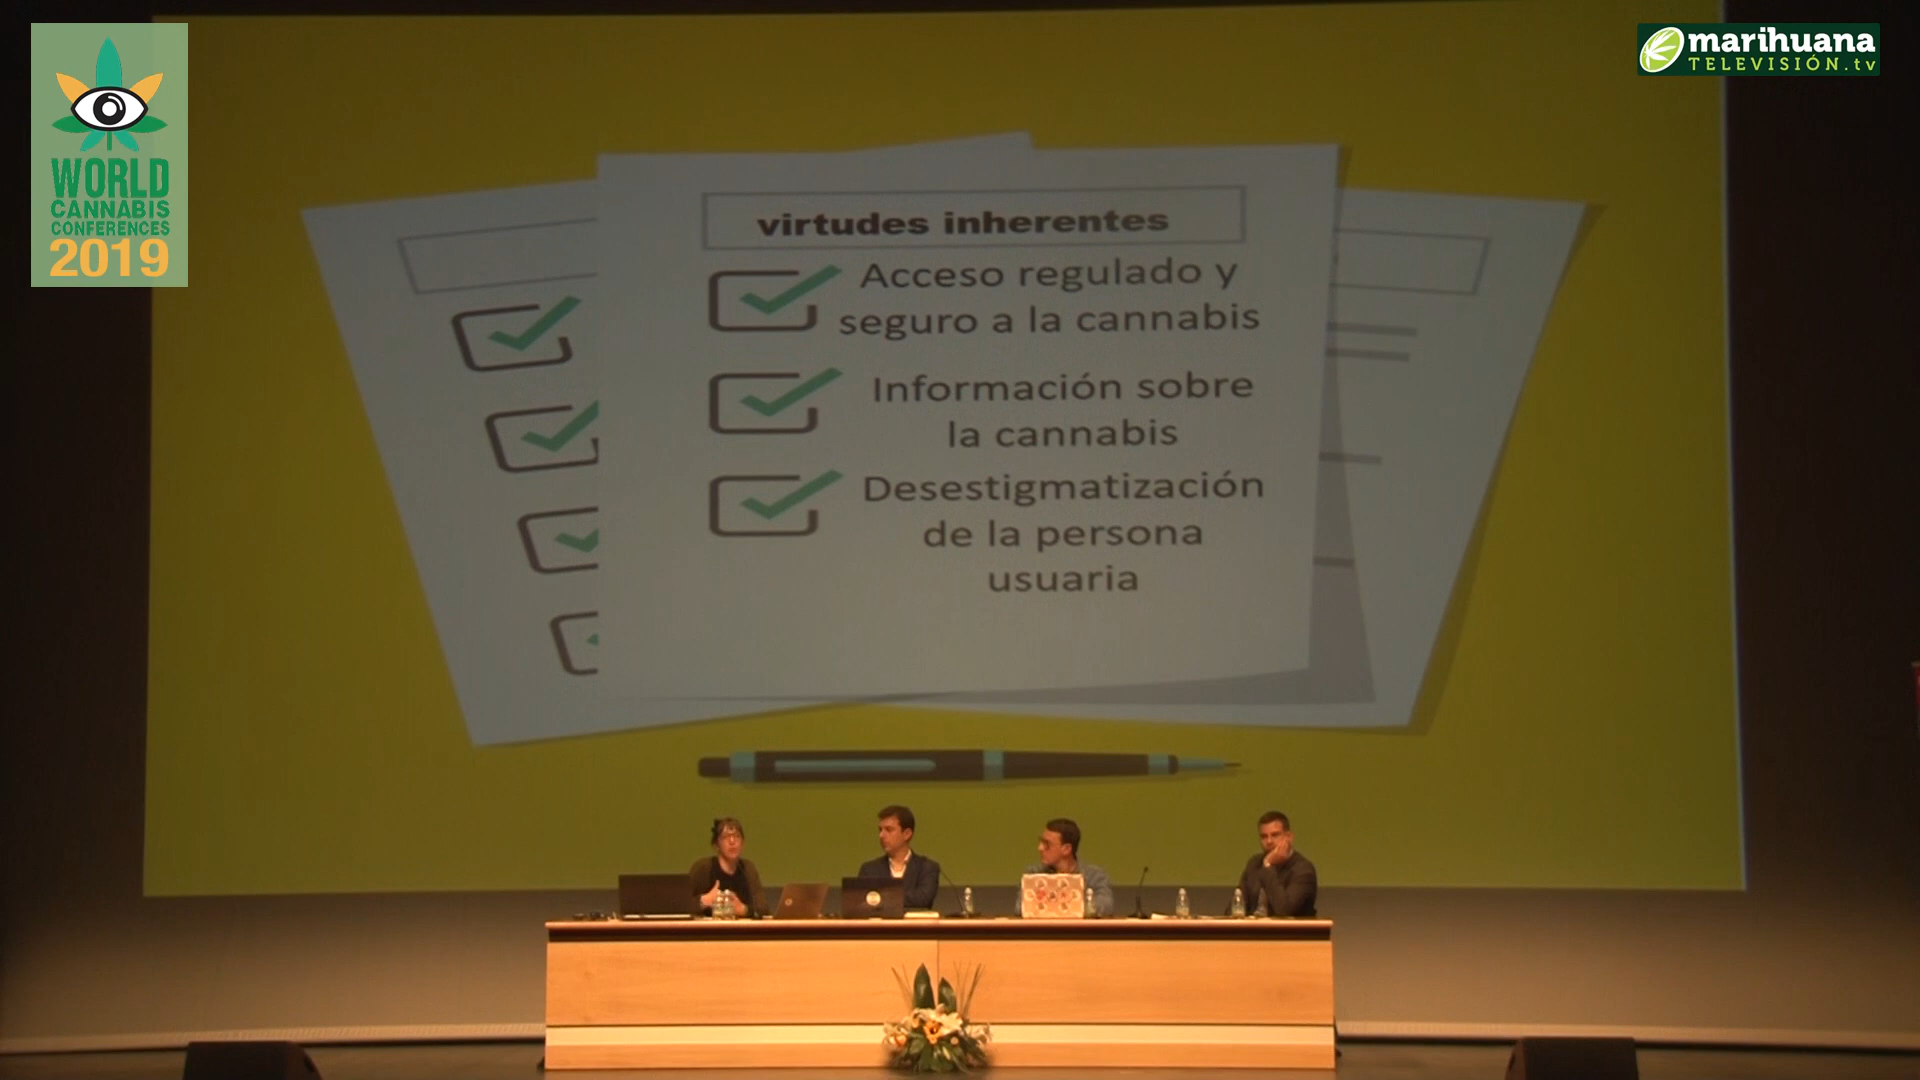 WORLD
CANNABIS
CONFERENCES
2019
marihuana
TELEVISIÓN.tv
virtudes inherentes
Acceso regulado y
seguro a la cannabis
Información sobre
la cannabis
Desestigmatización
de la persona
usuaria